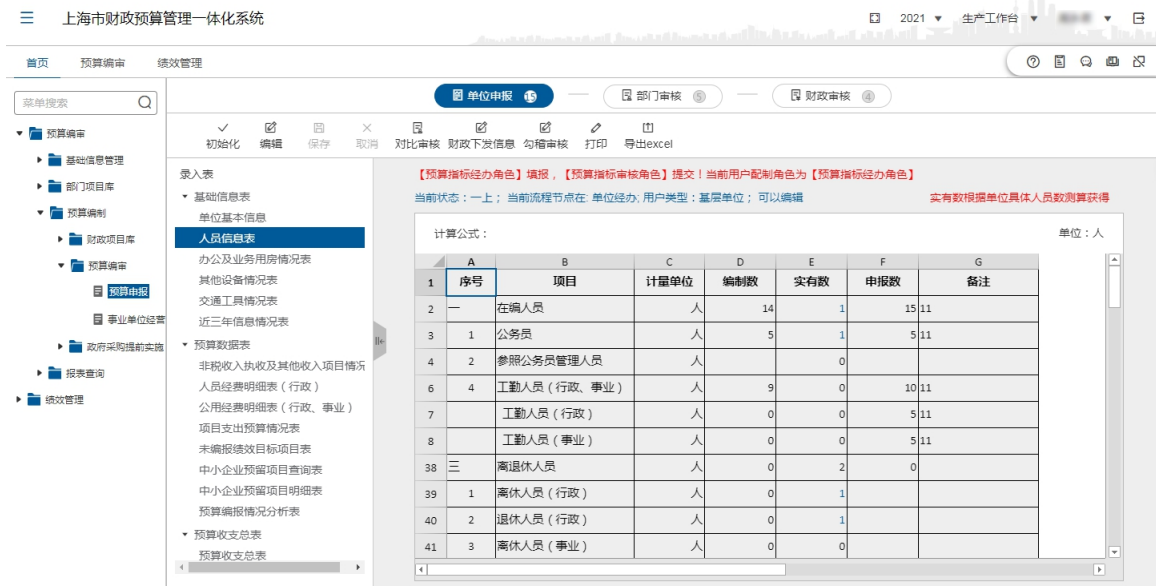 上海市财政预算管理一体化系统
2021 生产工作台
首页 预算编审 绩效管理
菜单搜索
预算编审
基础信息管理
部门项目库
预算编制
财政项目库
预算编审
预算申报
事业单位经营
政府采购提前实施
报表查询
绩效管理
单位申报 15 部门审核 5 财政审核 4
初始化 编辑 保存 取消 对比审核 财政下发信息 勾稽审核 打印 导出excel
录入表
基础信息表
单位基本信息
人员信息表
办公及业务用房情况表
其他设备情况表
交通工具情况表
近三年信息情况表
预算数据表
非税收入执收及其他收入项目情况
人员经费明细表（行政）
公用经费明细表（行政、事业）
项目支出预算情况表
未编报绩效目标项目表
中小企业预留项目查询表
中小企业预留项目明细表
预算编报情况分析表
预算收支总表
预算收支总表
【预算指标经办角色】填报，【预算指标审核角色】提交！当前用户配制角色为【预算指标经办角色】
当前状态：一上； 当前流程节点在: 单位经办; 用户类型：基层单位； 可以编辑 实有数根据单位具体人员数测算获得
计算公式： 单位：人
A B C D E F G
1 序号 项目 计量单位 编制数 实有数 申报数 备注
2 一 在编人员 人 14 1 15 11
3 1 公务员 人 5 1 5 11
4 2 参照公务员管理人员 人 0
6 4 工勤人员（行政、事业） 人 9 0 10 11
7 工勤人员（行政） 人 0 0 5 11
8 工勤人员（事业） 人 0 0 5 11
38 三 离退休人员 人 0 2 0
39 1 离休人员（行政） 人 0 1
40 2 退休人员（行政） 人 0 1
41 3 离休人员（事业） 人 0 0